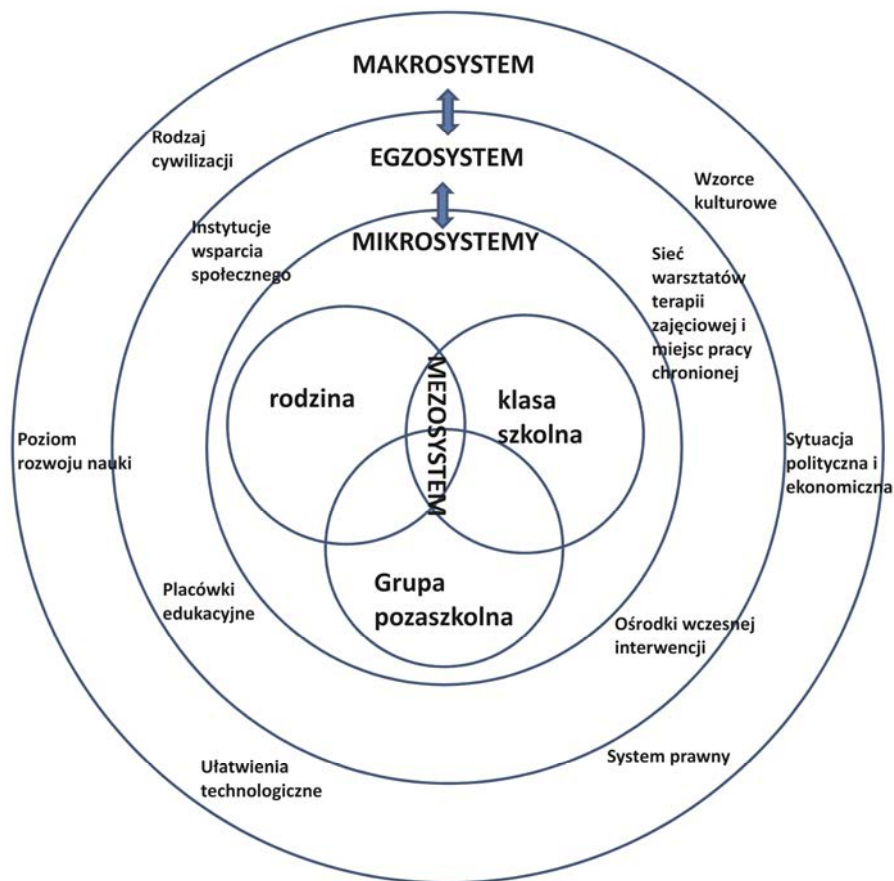 MAKROSYSTEM
Rodzaj
cywilizacji
EGZOSYSTEM
Wzorce
kulturowe
Instytucje
wsparcia
społecznego
MIKROSYSTEMY
Sieć
warsztatów
terapii
zajęciowej i
miejsc pracy
chronionej
rodzina
MEZOSYSTEM
klasa
szkolna
Poziom
rozwoju nauki
Sytuacja
polityczna i
ekonomiczna
Grupa
pozaszkolna
Placówki
edukacyjne
Ośrodki wczesnej
interwencji
System prawny
Ułatwienia
technologiczne